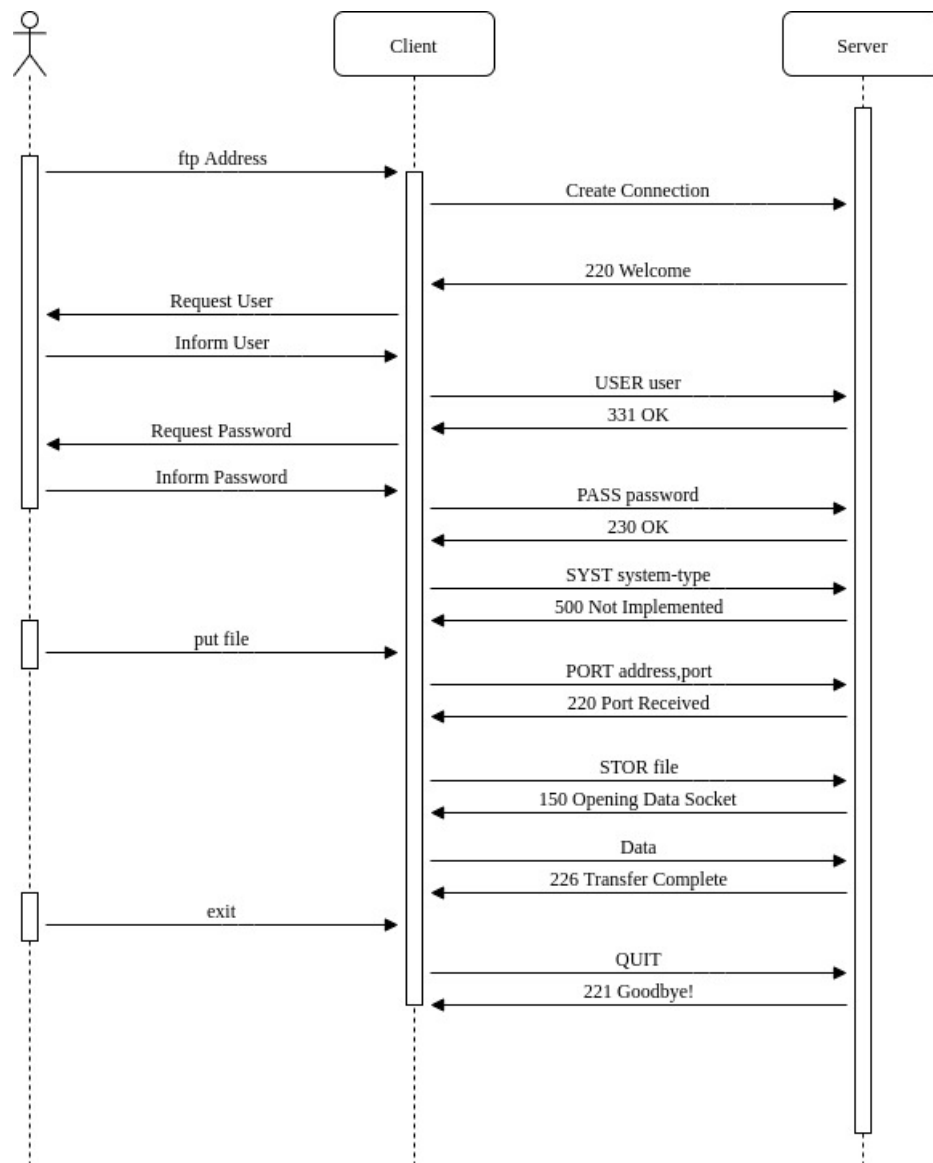 Client
Server
ftp Address
Create Connection
220 Welcome
Request User
Inform User
USER user
331 OK
Request Password
Inform Password
PASS password
230 OK
SYST system-type
500 Not Implemented
put file
PORT address,port
220 Port Received
STOR file
150 Opening Data Socket
Data
226 Transfer Complete
exit
QUIT
221 Goodbye!